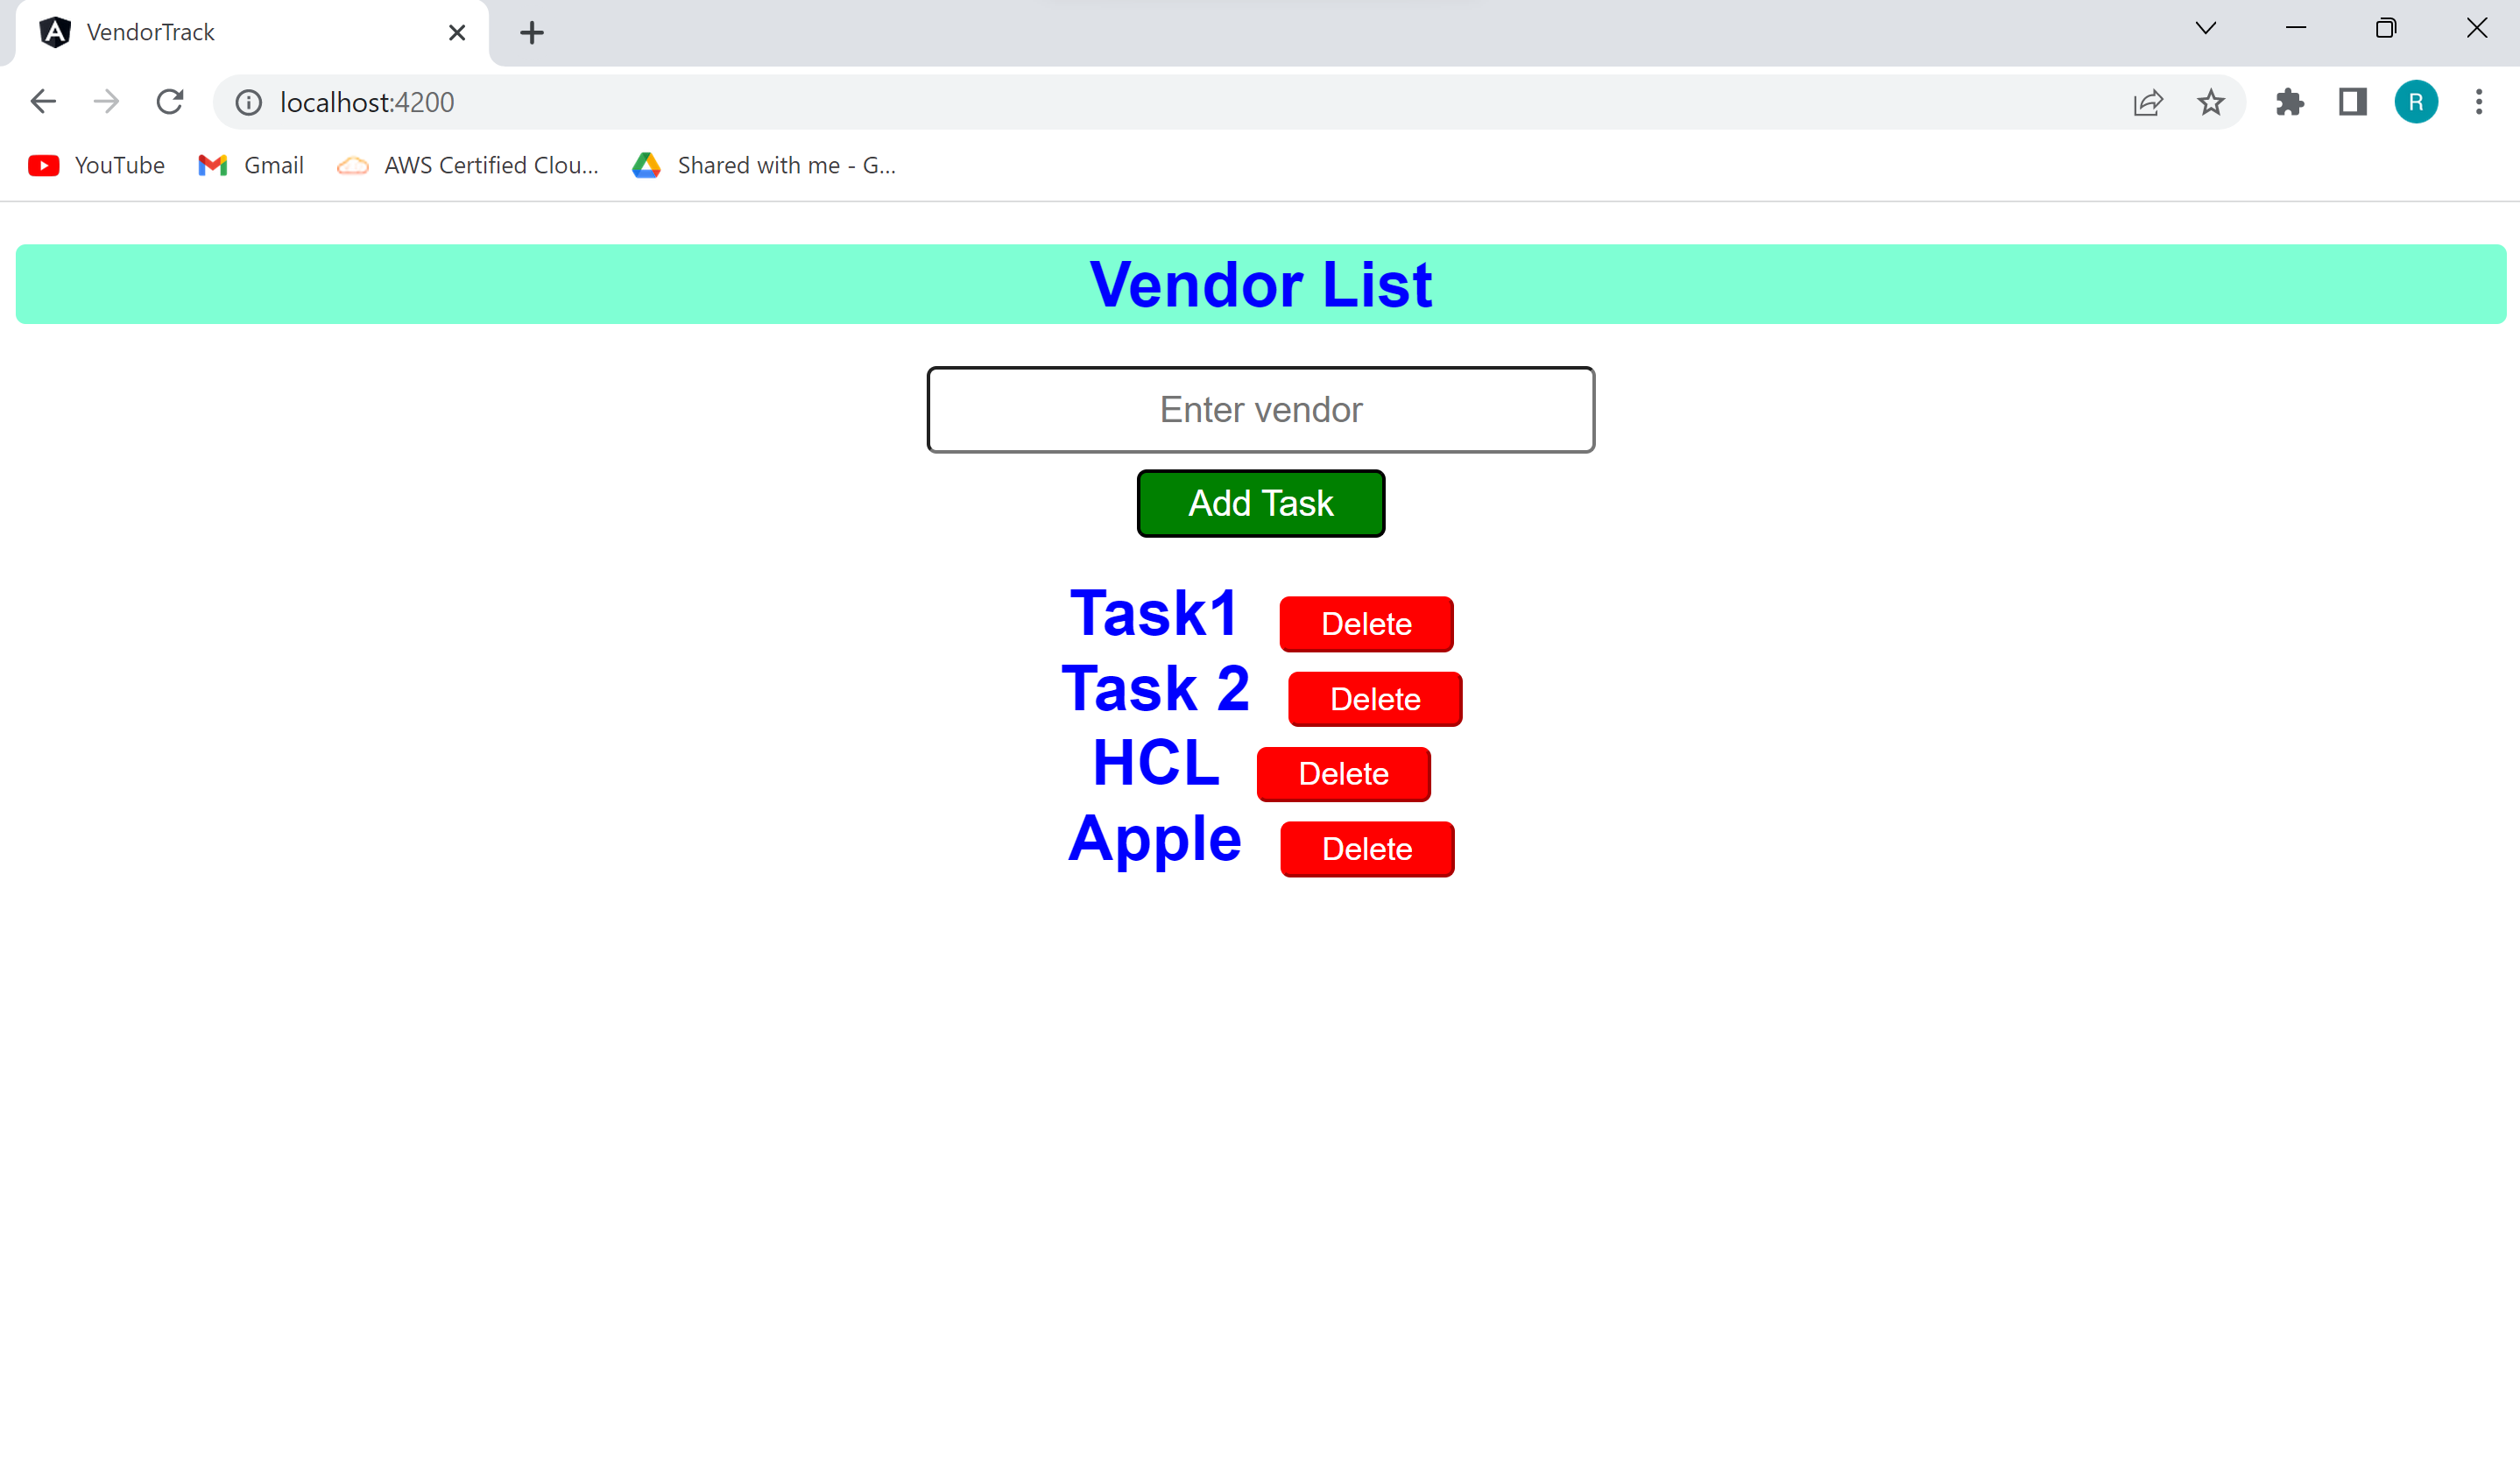 VendorTrack
localhost:4200
R
YouTube Gmail AWS Certified Clou... Shared with me - G...
Vendor List
Enter vendor
Add Task
Task1 Delete
Task 2 Delete
HCL Delete
Apple Delete